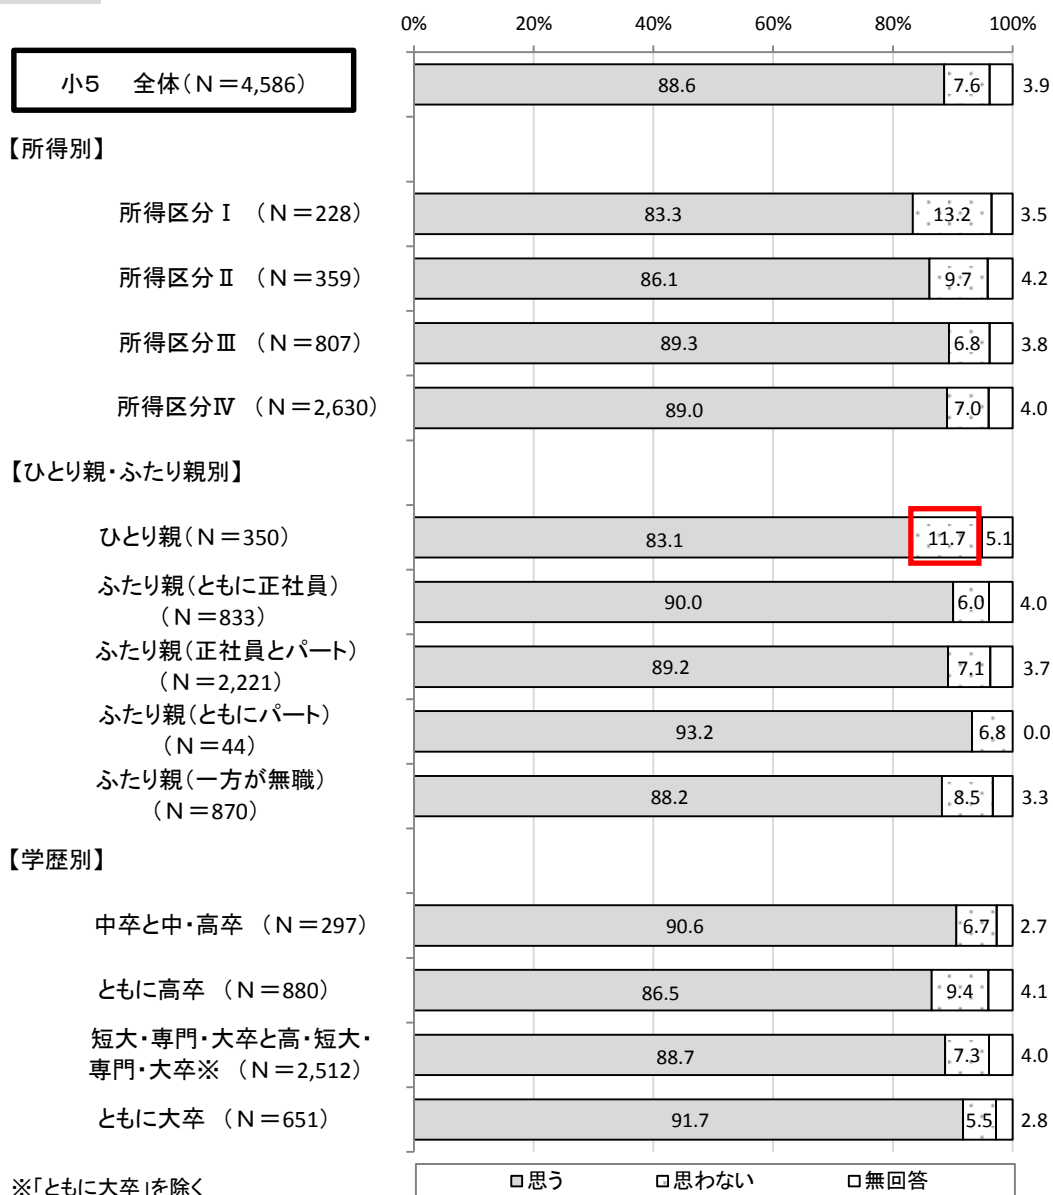 0% 20% 40% 60% 80% 100%
小5 全体(N=4,586) 88.6 7.6 3.9
【所得別】
所得区分Ⅰ (N=228) 83.3 13.2 3.5
所得区分Ⅱ (N=359) 86.1 9.7 4.2
所得区分Ⅲ (N=807) 89.3 6.8 3.8
所得区分Ⅳ (N=2,630) 89.0 7.0 4.0
【ひとり親・ふたり親別】
ひとり親(N=350) 83.1 11.7 5.1
ふたり親(ともに正社員)
(N=833) 90.0 6.0 4.0
ふたり親(正社員とパート)
(N=2,221) 89.2 7.1 3.7
ふたり親(ともにパート)
(N=44) 93.2 6.8 0.0
ふたり親(一方が無職)
(N=870) 88.2 8.5 3.3
【学歴別】
中卒と中・高卒 (N=297) 90.6 6.7 2.7
ともに高卒 (N=880) 86.5 9.4 4.1
短大・専門・大卒と高・短大・
専門・大卒※ (N=2,512) 88.7 7.3 4.0
ともに大卒 (N=651) 91.7 5.5 2.8
※「ともに大卒」を除く
思う 思わない 無回答